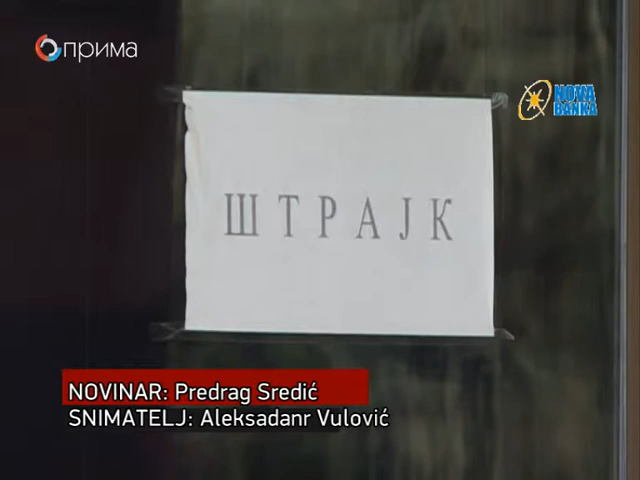 прима
NOVA
BANKA
ШТРАЈК
NOVINAR: Predrag Sredić
SNIMATELJ: Aleksadanr Vulović